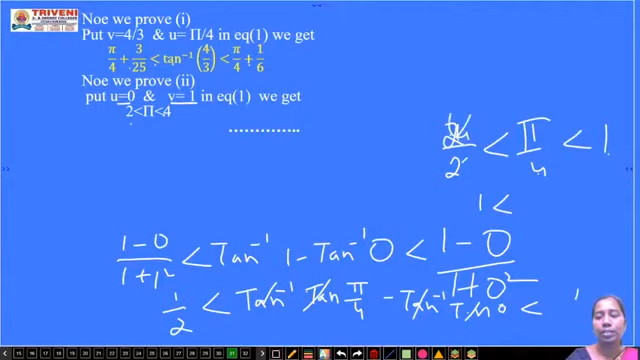 TRIVENI
Jr. & DEGREE COLLEGES
Noe we prove (i)
Put v=4/3 & u= Π/4 in eq(1) we get
π/4 + 3/25 < tan⁻¹ (4/3) < π/4 + 1/6
Noe we prove (ii)
put u=0 & v= 1 in eq(1) we get
2<Π<4
..............
/2 < Π/4 < 1
1 <
1-0/1+1² < Tan⁻¹ 1 - Tan⁻¹ 0 < 1-0/1+0²
1/2 < Tan⁻¹ Tan π/4 - Tan⁻¹ Tan 0 < 1